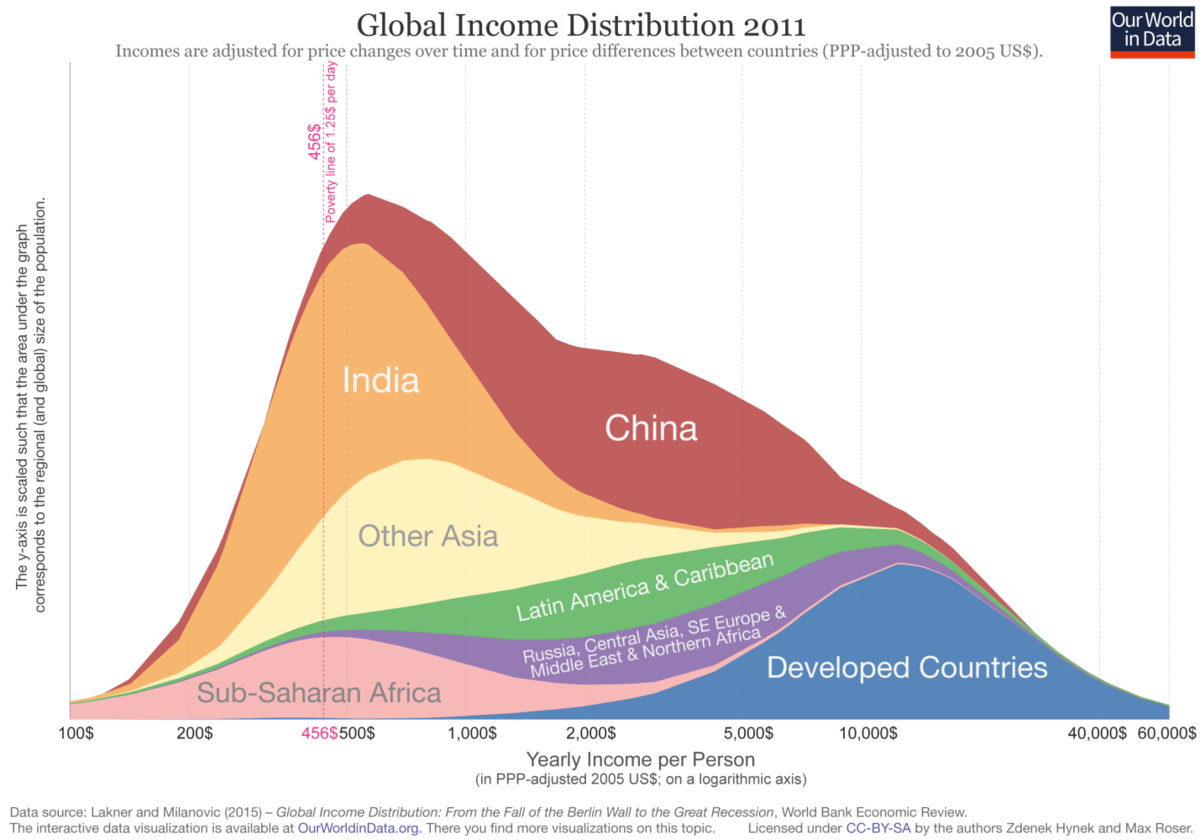 Global Income Distribution 2011
Our World
in Data
Incomes are adjusted for price changes over time and for price differences between countries (PPP-adjusted to 2005 US$).
456$
Poverty line of 1.25$ per day
The y-axis is scaled such that the area under the graph
corresponds to the regional (and global) size of the population.
India
China
Other Asia
Latin America & Caribbean
Russia, Central Asia, SE Europe &
Middle East & Northern Africa
Developed Countries
Sub-Saharan Africa
100$ 200$ 456$ 500$ 1,000$ 2,000$ 5,000$ 10,000$ 40,000$ 60,000$
Yearly Income per Person
(in PPP-adjusted 2005 US$; on a logarithmic axis)
Data source: Lakner and Milanovic (2015) – Global Income Distribution: From the Fall of the Berlin Wall to the Great Recession, World Bank Economic Review.
The interactive data visualization is available at OurWorldinData.org. There you find more visualizations on this topic. Licensed under CC-BY-SA by the authors Zdenek Hynek and Max Roser.